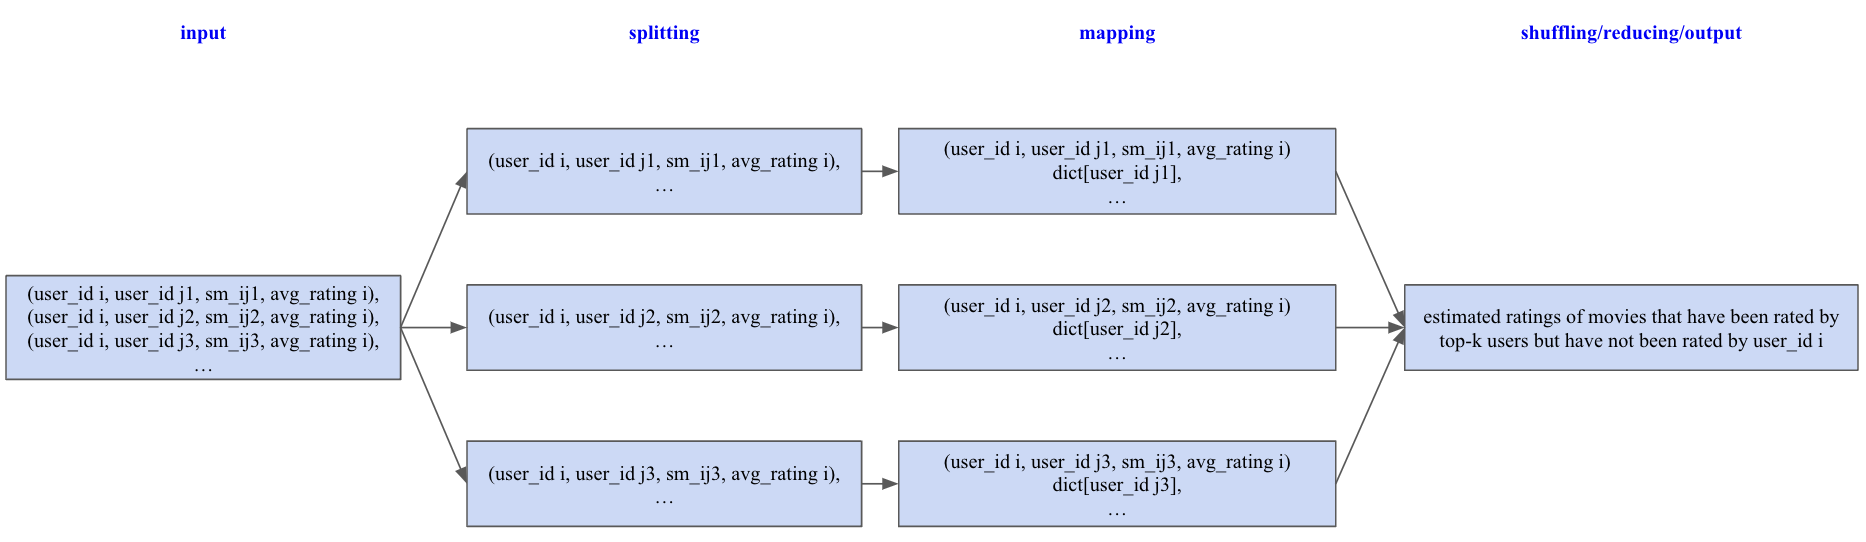 input
splitting
mapping
shuffling/reducing/output
(user_id i, user_id j1, sm_ij1, avg_rating i),
(user_id i, user_id j2, sm_ij2, avg_rating i),
(user_id i, user_id j3, sm_ij3, avg_rating i),
…
(user_id i, user_id j1, sm_ij1, avg_rating i),
…
(user_id i, user_id j2, sm_ij2, avg_rating i),
…
(user_id i, user_id j3, sm_ij3, avg_rating i),
…
(user_id i, user_id j1, sm_ij1, avg_rating i)
dict[user_id j1],
…
(user_id i, user_id j2, sm_ij2, avg_rating i)
dict[user_id j2],
…
(user_id i, user_id j3, sm_ij3, avg_rating i)
dict[user_id j3],
…
estimated ratings of movies that have been rated by
top-k users but have not been rated by user_id i